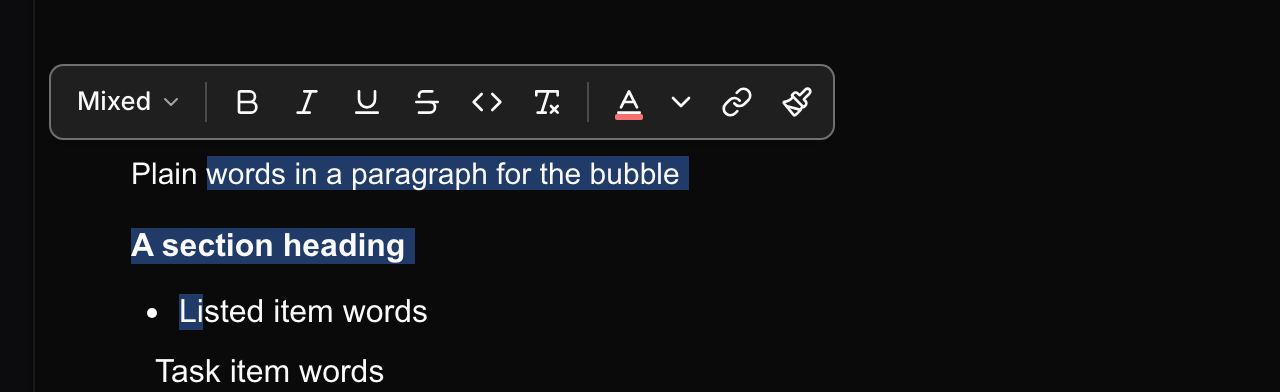 Mixed
Plain words in a paragraph for the bubble
A section heading
Listed item words
Task item words